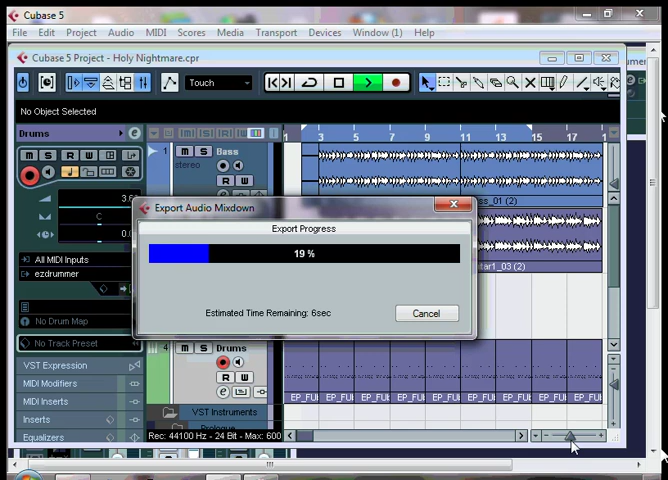 Cubase 5
File Edit Project Audio MIDI Scores Media Transport Devices Window (1) Help
Cubase 5 Project - Holy Nightmare.cpr
Touch
No Object Selected
Drums
1 3 5 7 9 11 13 15 17
M S R W
1 M S Bass
stereo
R W
C
All MIDI Inputs
ezdrummer
No Drum Map
No Track Preset
VST Expression
MIDI Modifiers
MIDI Inserts
Inserts
Equalizers
Export Audio Mixdown
Export Progress
19 %
Estimated Time Remaining: 6sec
Cancel
4 M S Drums
R W
VST Instruments
Rec: 44100 Hz - 24 Bit - Max: 600